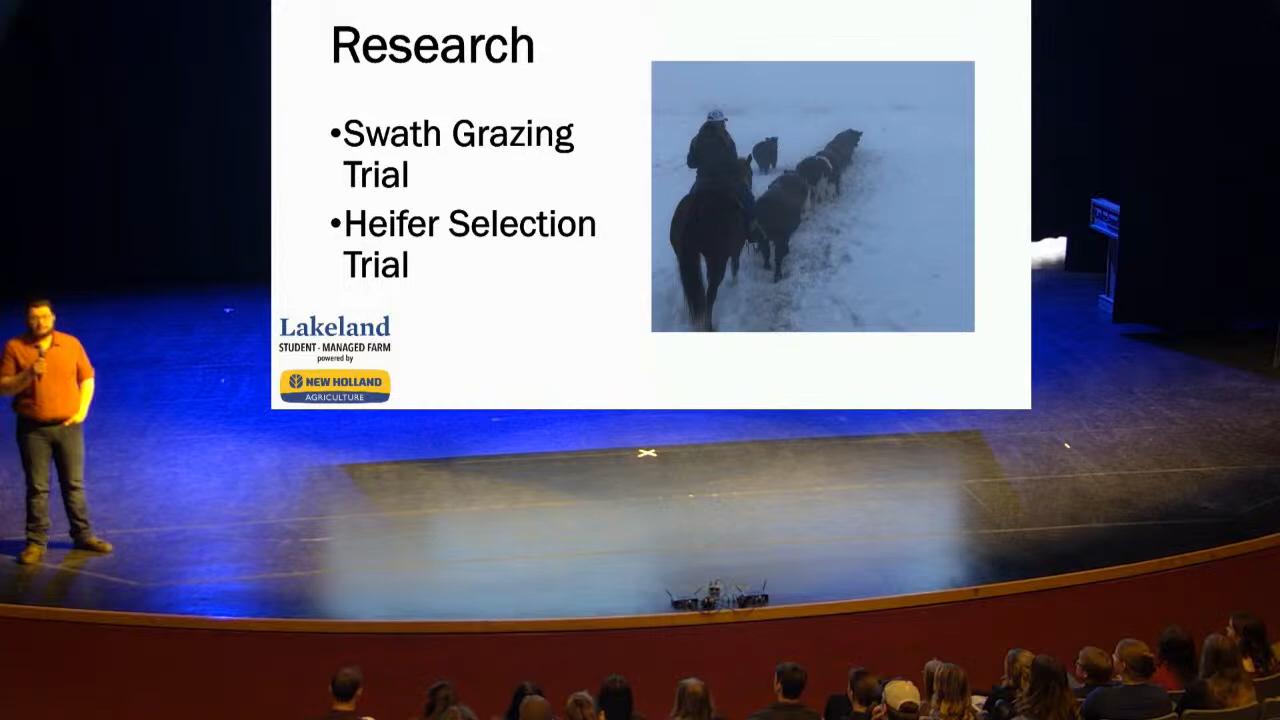 Research
•Swath Grazing
Trial
•Heifer Selection
Trial
Lakeland
STUDENT-MANAGED FARM
powered by
NEW HOLLAND
AGRICULTURE